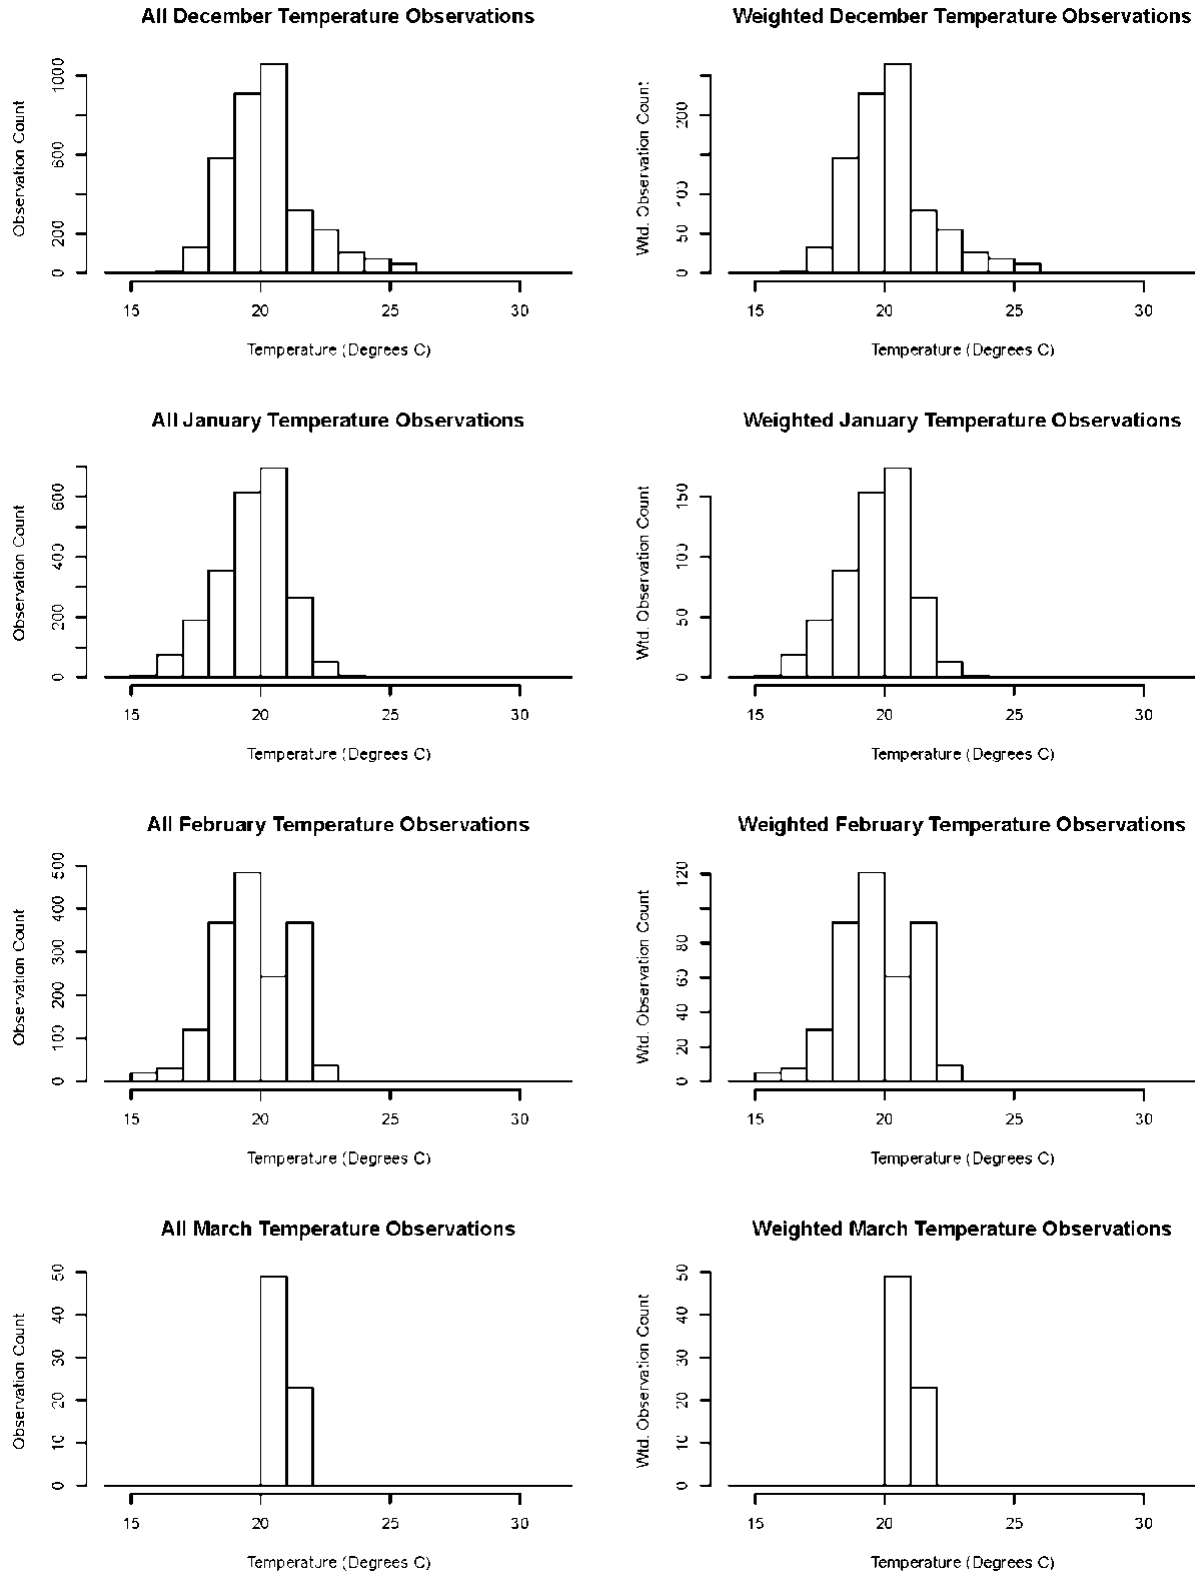 All December Temperature Observations
Observation Count
1000
600
200
0
15 20 25 30
Temperature (Degrees C)
Weighted December Temperature Observations
Wtd. Observation Count
200
100
50
0
15 20 25 30
Temperature (Degrees C)
All January Temperature Observations
Observation Count
600
400
200
0
15 20 25 30
Temperature (Degrees C)
Weighted January Temperature Observations
Wtd. Observation Count
150
100
50
0
15 20 25 30
Temperature (Degrees C)
All February Temperature Observations
Observation Count
500
400
300
200
100
0
15 20 25 30
Temperature (Degrees C)
Weighted February Temperature Observations
Wtd. Observation Count
120
80
60
40
20
0
15 20 25 30
Temperature (Degrees C)
All March Temperature Observations
Observation Count
50
40
30
20
10
0
15 20 25 30
Temperature (Degrees C)
Weighted March Temperature Observations
Wtd. Observation Count
50
40
30
20
10
0
15 20 25 30
Temperature (Degrees C)